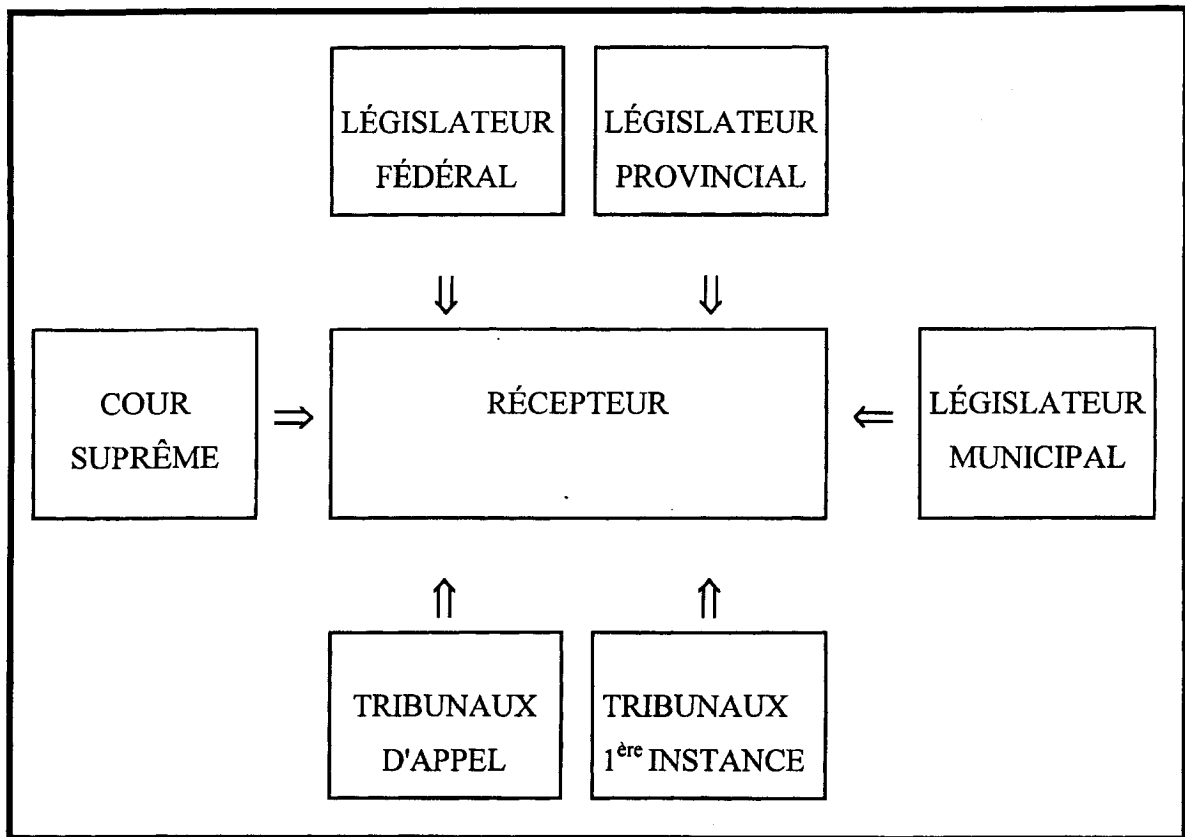 LÉGISLATEUR
FÉDÉRAL
LÉGISLATEUR
PROVINCIAL
COUR
SUPRÊME
RÉCEPTEUR
LÉGISLATEUR
MUNICIPAL
TRIBUNAUX
D'APPEL
TRIBUNAUX
1ère INSTANCE